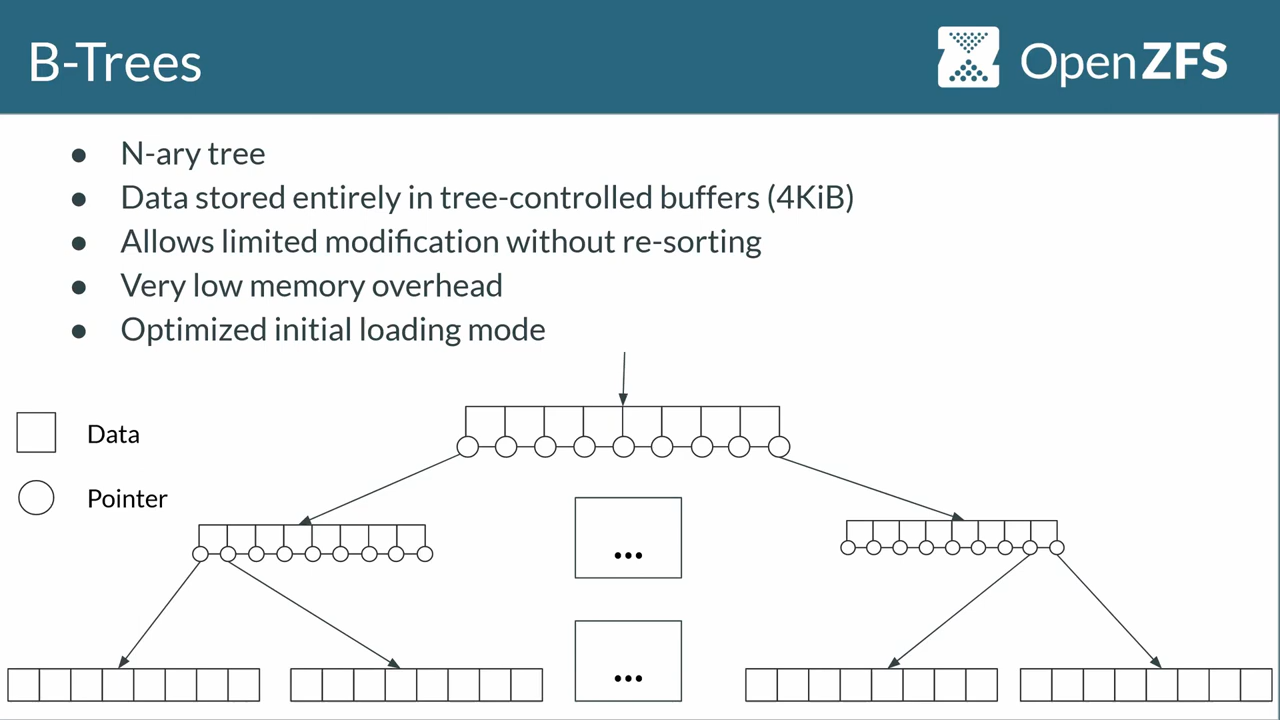 B-Trees
OpenZFS
● N-ary tree
● Data stored entirely in tree-controlled buffers (4KiB)
● Allows limited modification without re-sorting
● Very low memory overhead
● Optimized initial loading mode
Data
Pointer
...
...